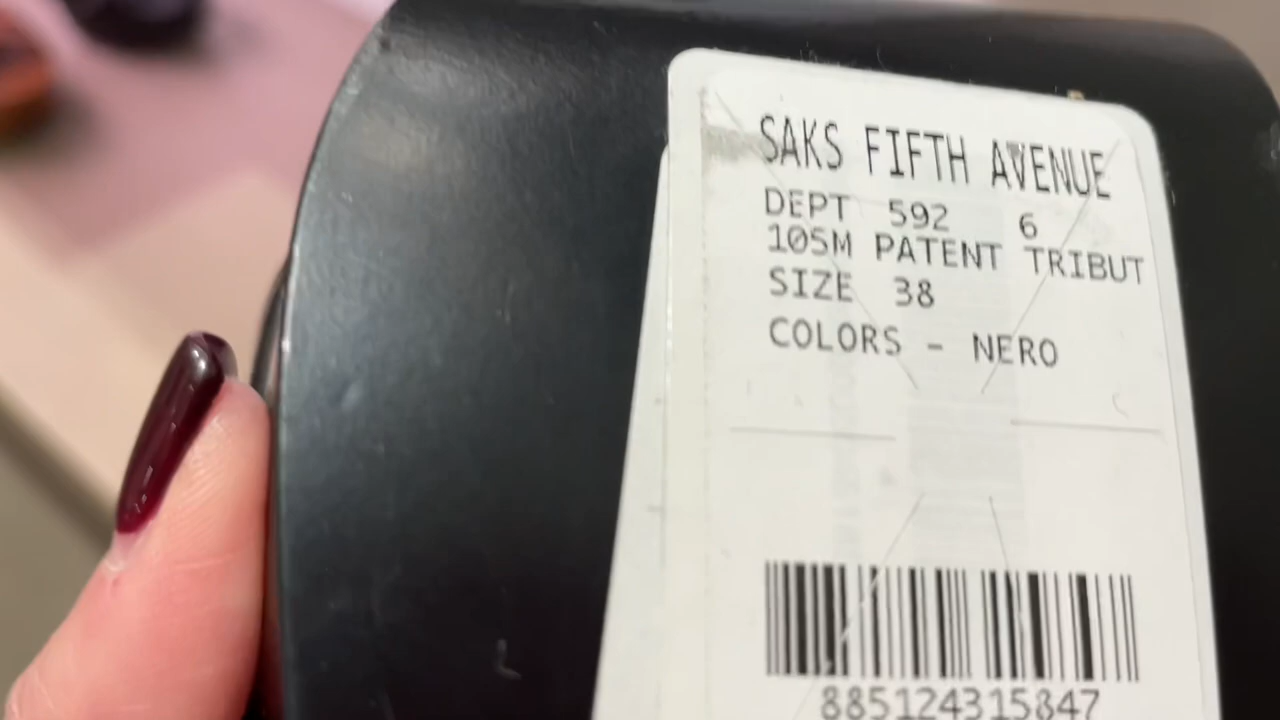 SAKS FIFTH AVENUE
DEPT 592 6
105M PATENT TRIBUT
SIZE 38
COLORS - NERO
885124315847